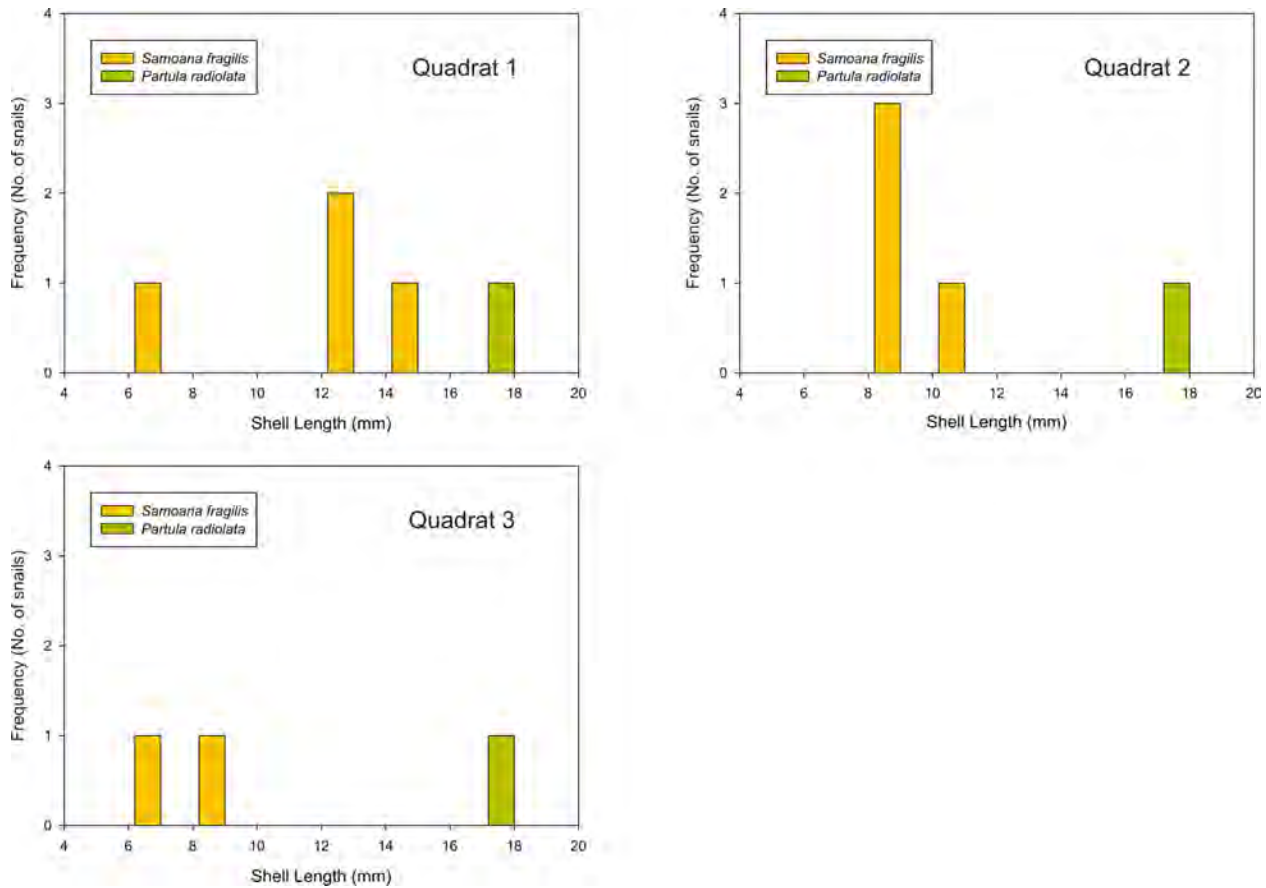 Quadrat 1
Samoana fragilis
Partula radiolata
Frequency (No. of snails)
4
3
2
1
0
4 6 8 10 12 14 16 18 20
Shell Length (mm)
Quadrat 2
Samoana fragilis
Partula radiolata
Frequency (No. of snails)
4
3
2
1
0
4 6 8 10 12 14 16 18 20
Shell Length (mm)
Quadrat 3
Samoana fragilis
Partula radiolata
Frequency (No. of snails)
4
3
2
1
0
4 6 8 10 12 14 16 18 20
Shell Length (mm)